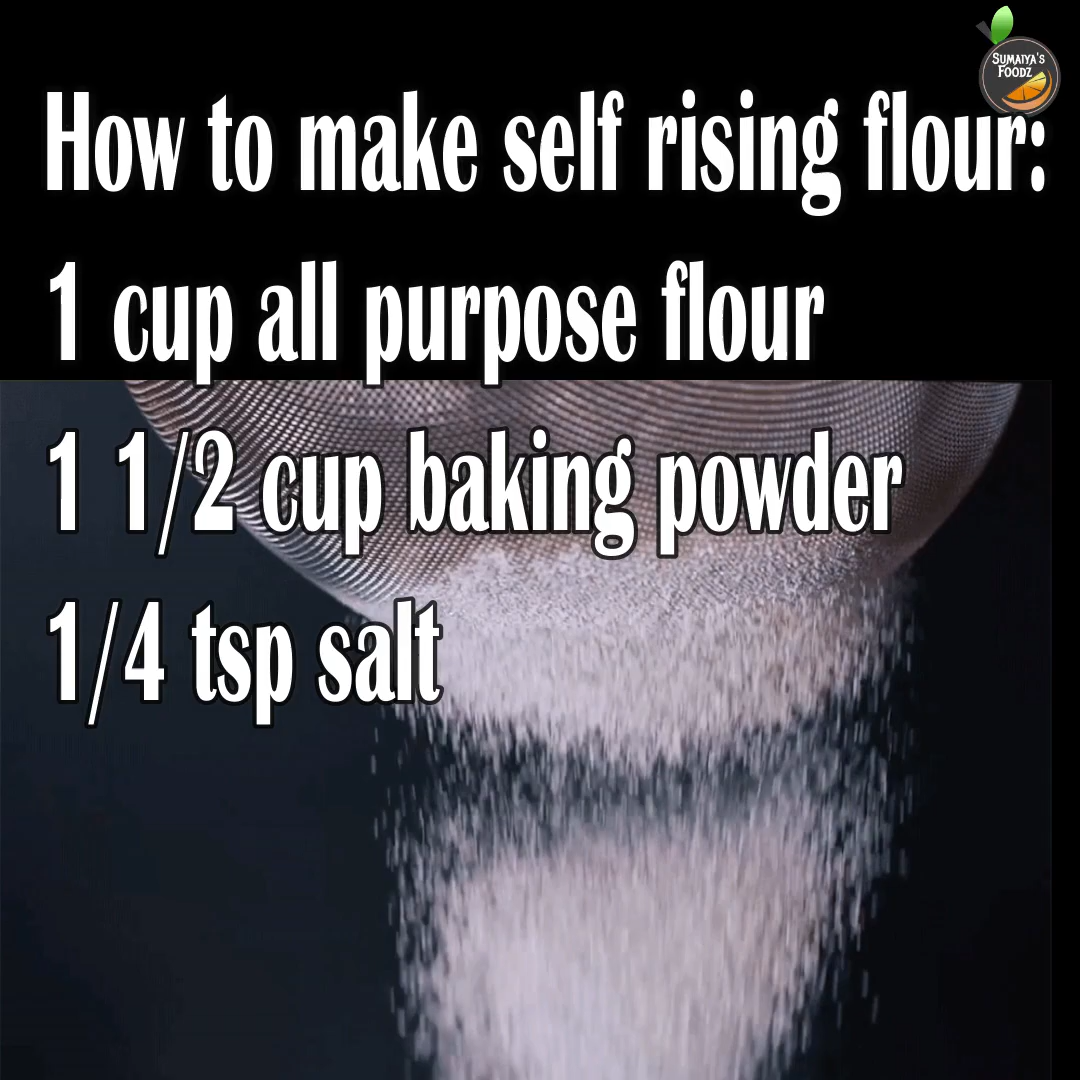 SUMAIYA'S
FOODZ
How to make self rising flour:
1 cup all purpose flour
1 1/2 cup baking powder
1/4 tsp salt